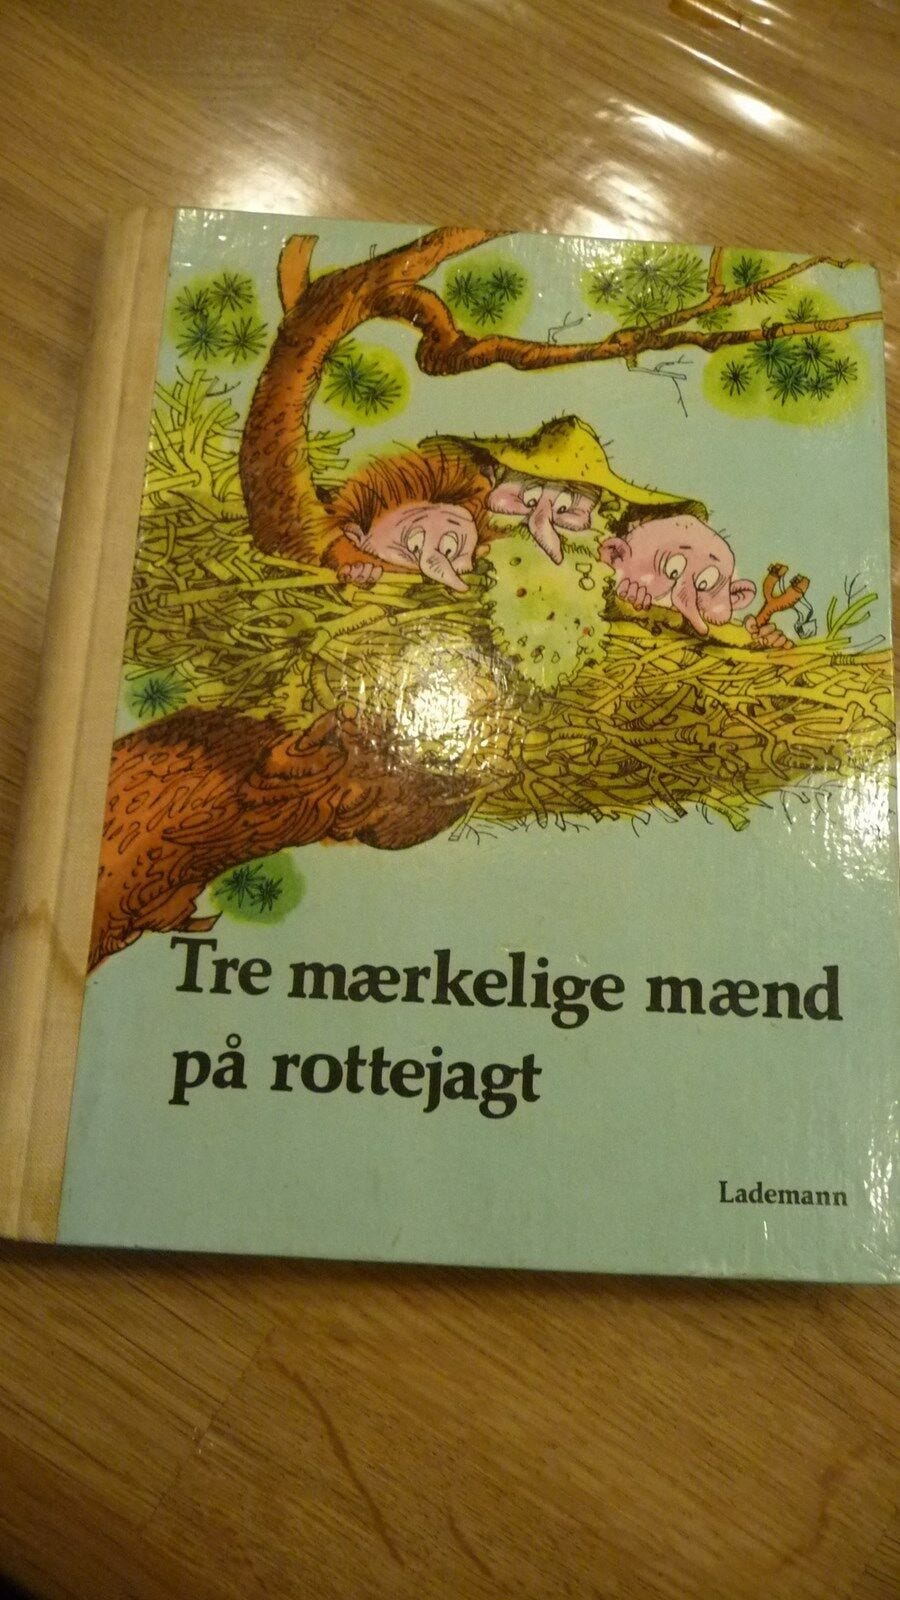 Tre mærkelige mænd
på rottejagt
Lademann